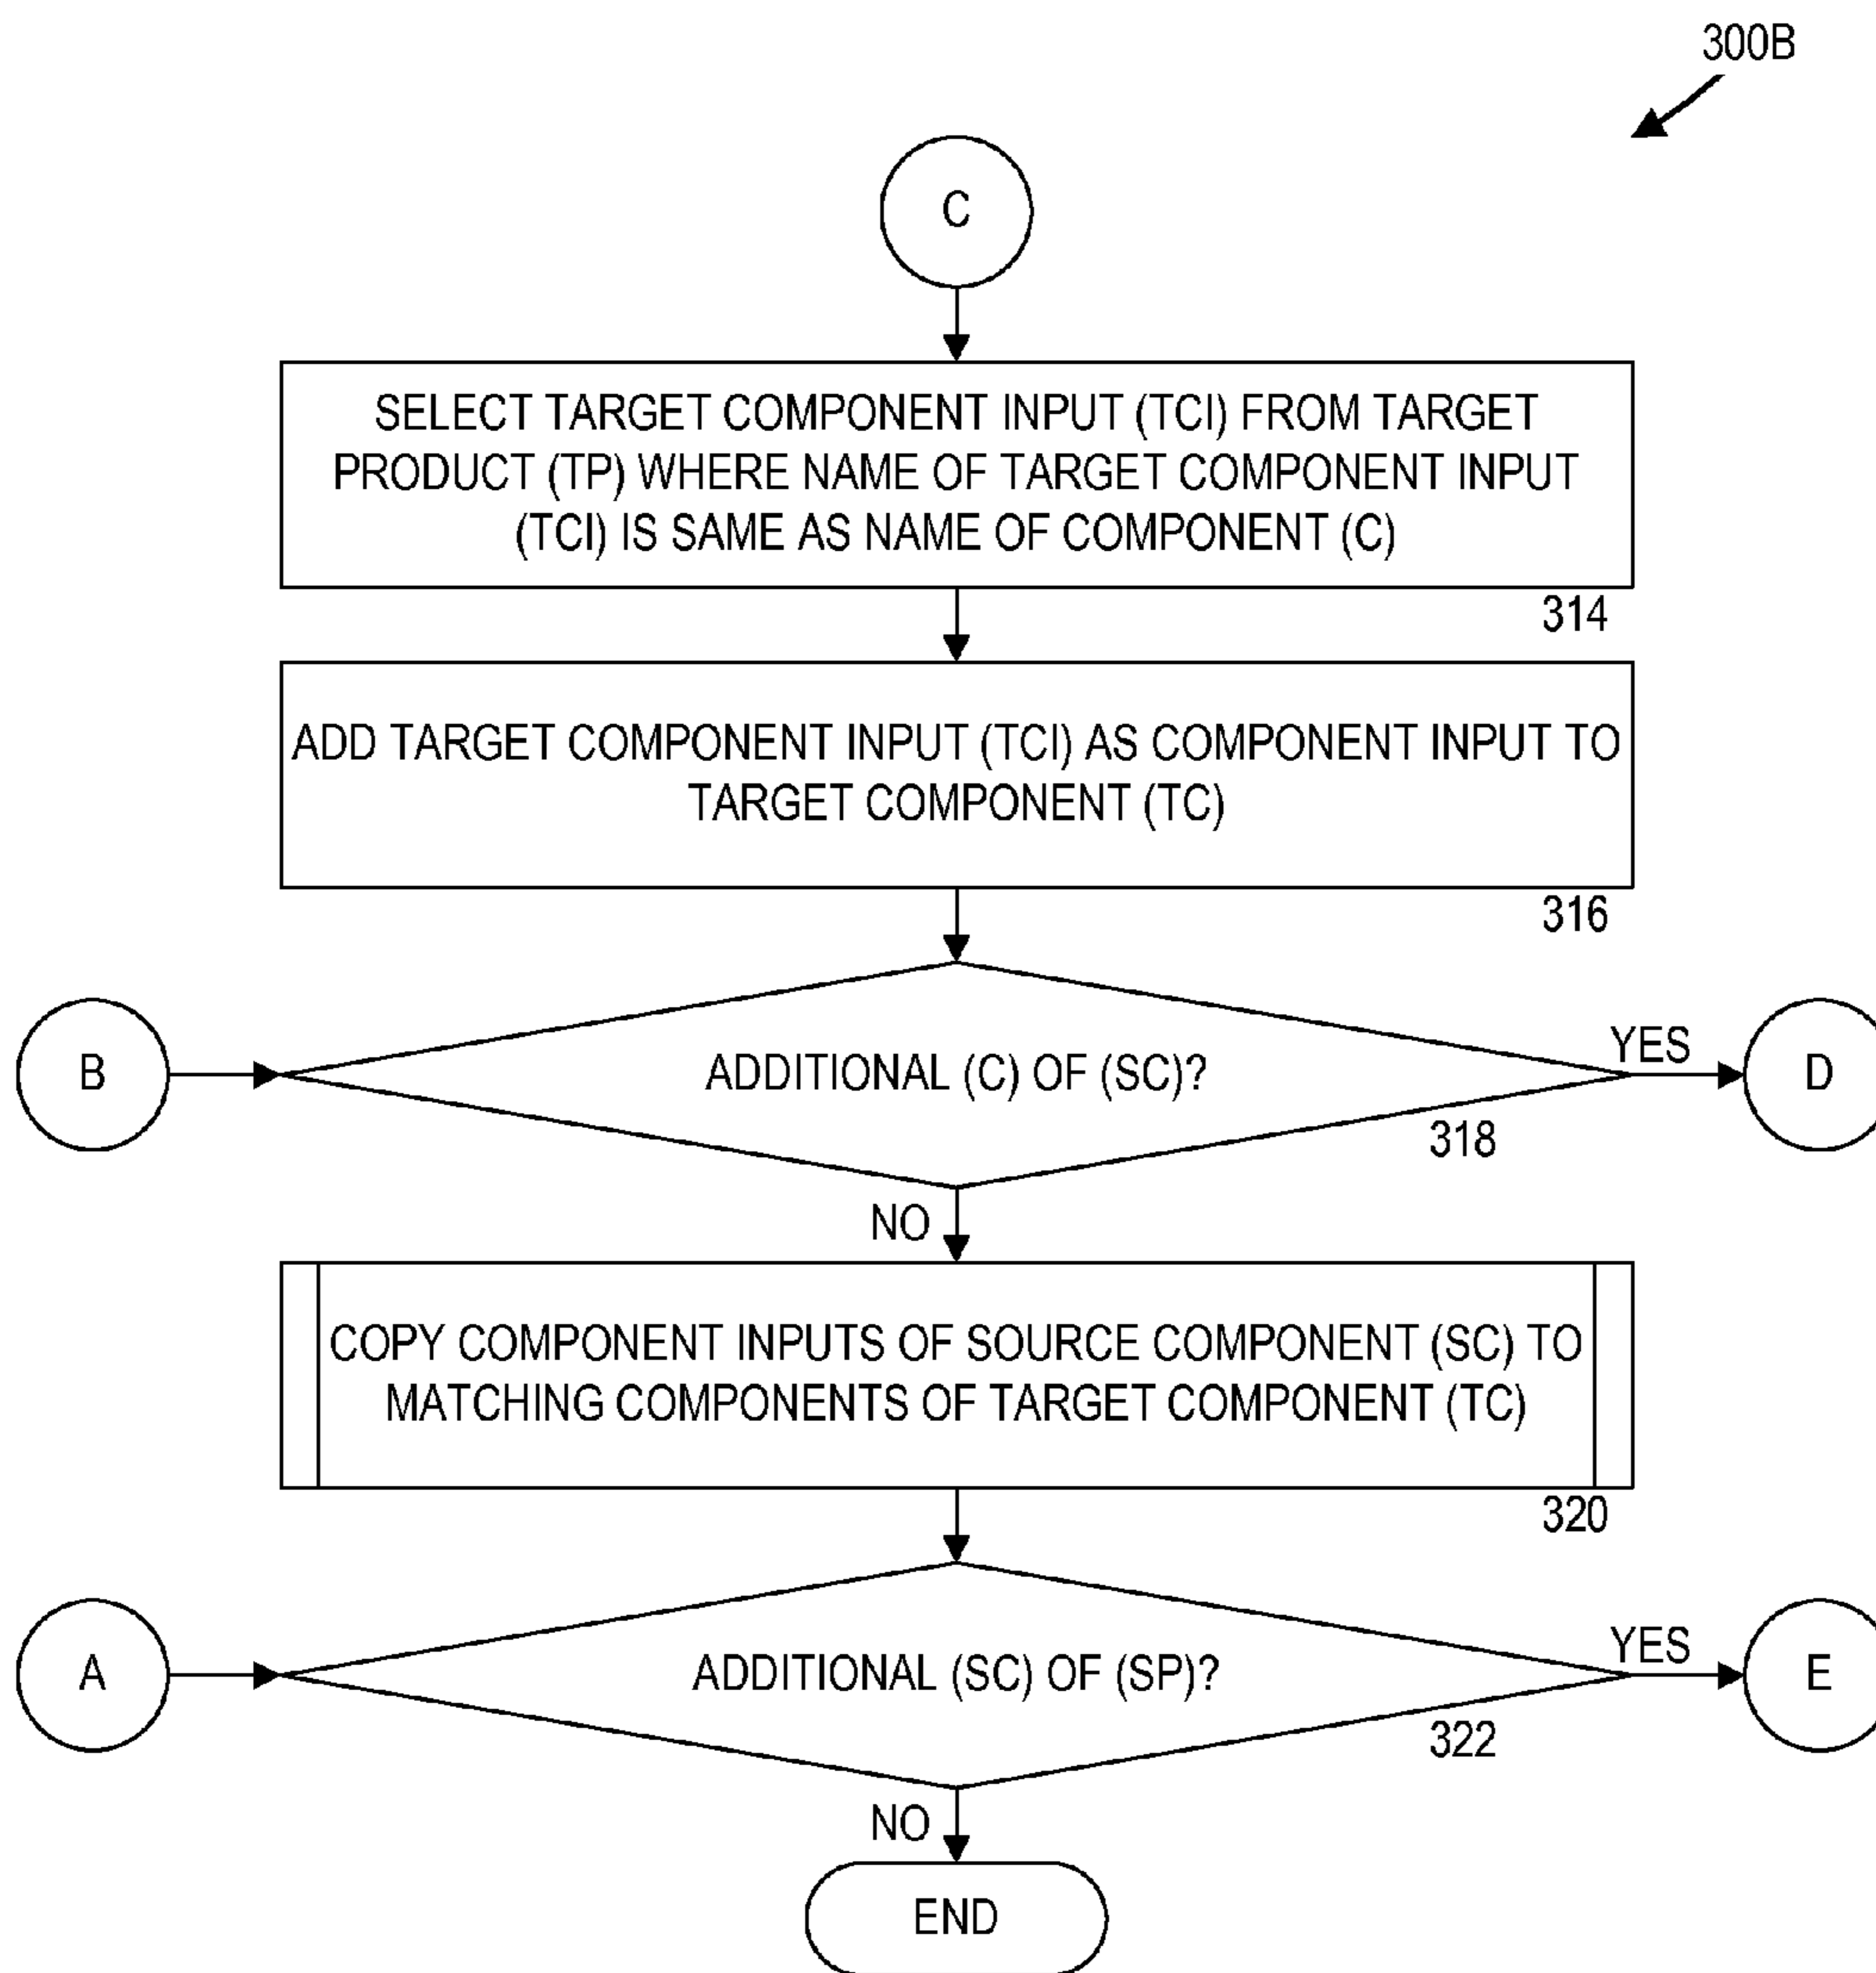 300B
C
SELECT TARGET COMPONENT INPUT (TCI) FROM TARGET
PRODUCT (TP) WHERE NAME OF TARGET COMPONENT INPUT
(TCI) IS SAME AS NAME OF COMPONENT (C)
314
ADD TARGET COMPONENT INPUT (TCI) AS COMPONENT INPUT TO
TARGET COMPONENT (TC)
316
B
ADDITIONAL (C) OF (SC)?
YES
D
318
NO
COPY COMPONENT INPUTS OF SOURCE COMPONENT (SC) TO
MATCHING COMPONENTS OF TARGET COMPONENT (TC)
320
A
ADDITIONAL (SC) OF (SP)?
YES
E
322
NO
END